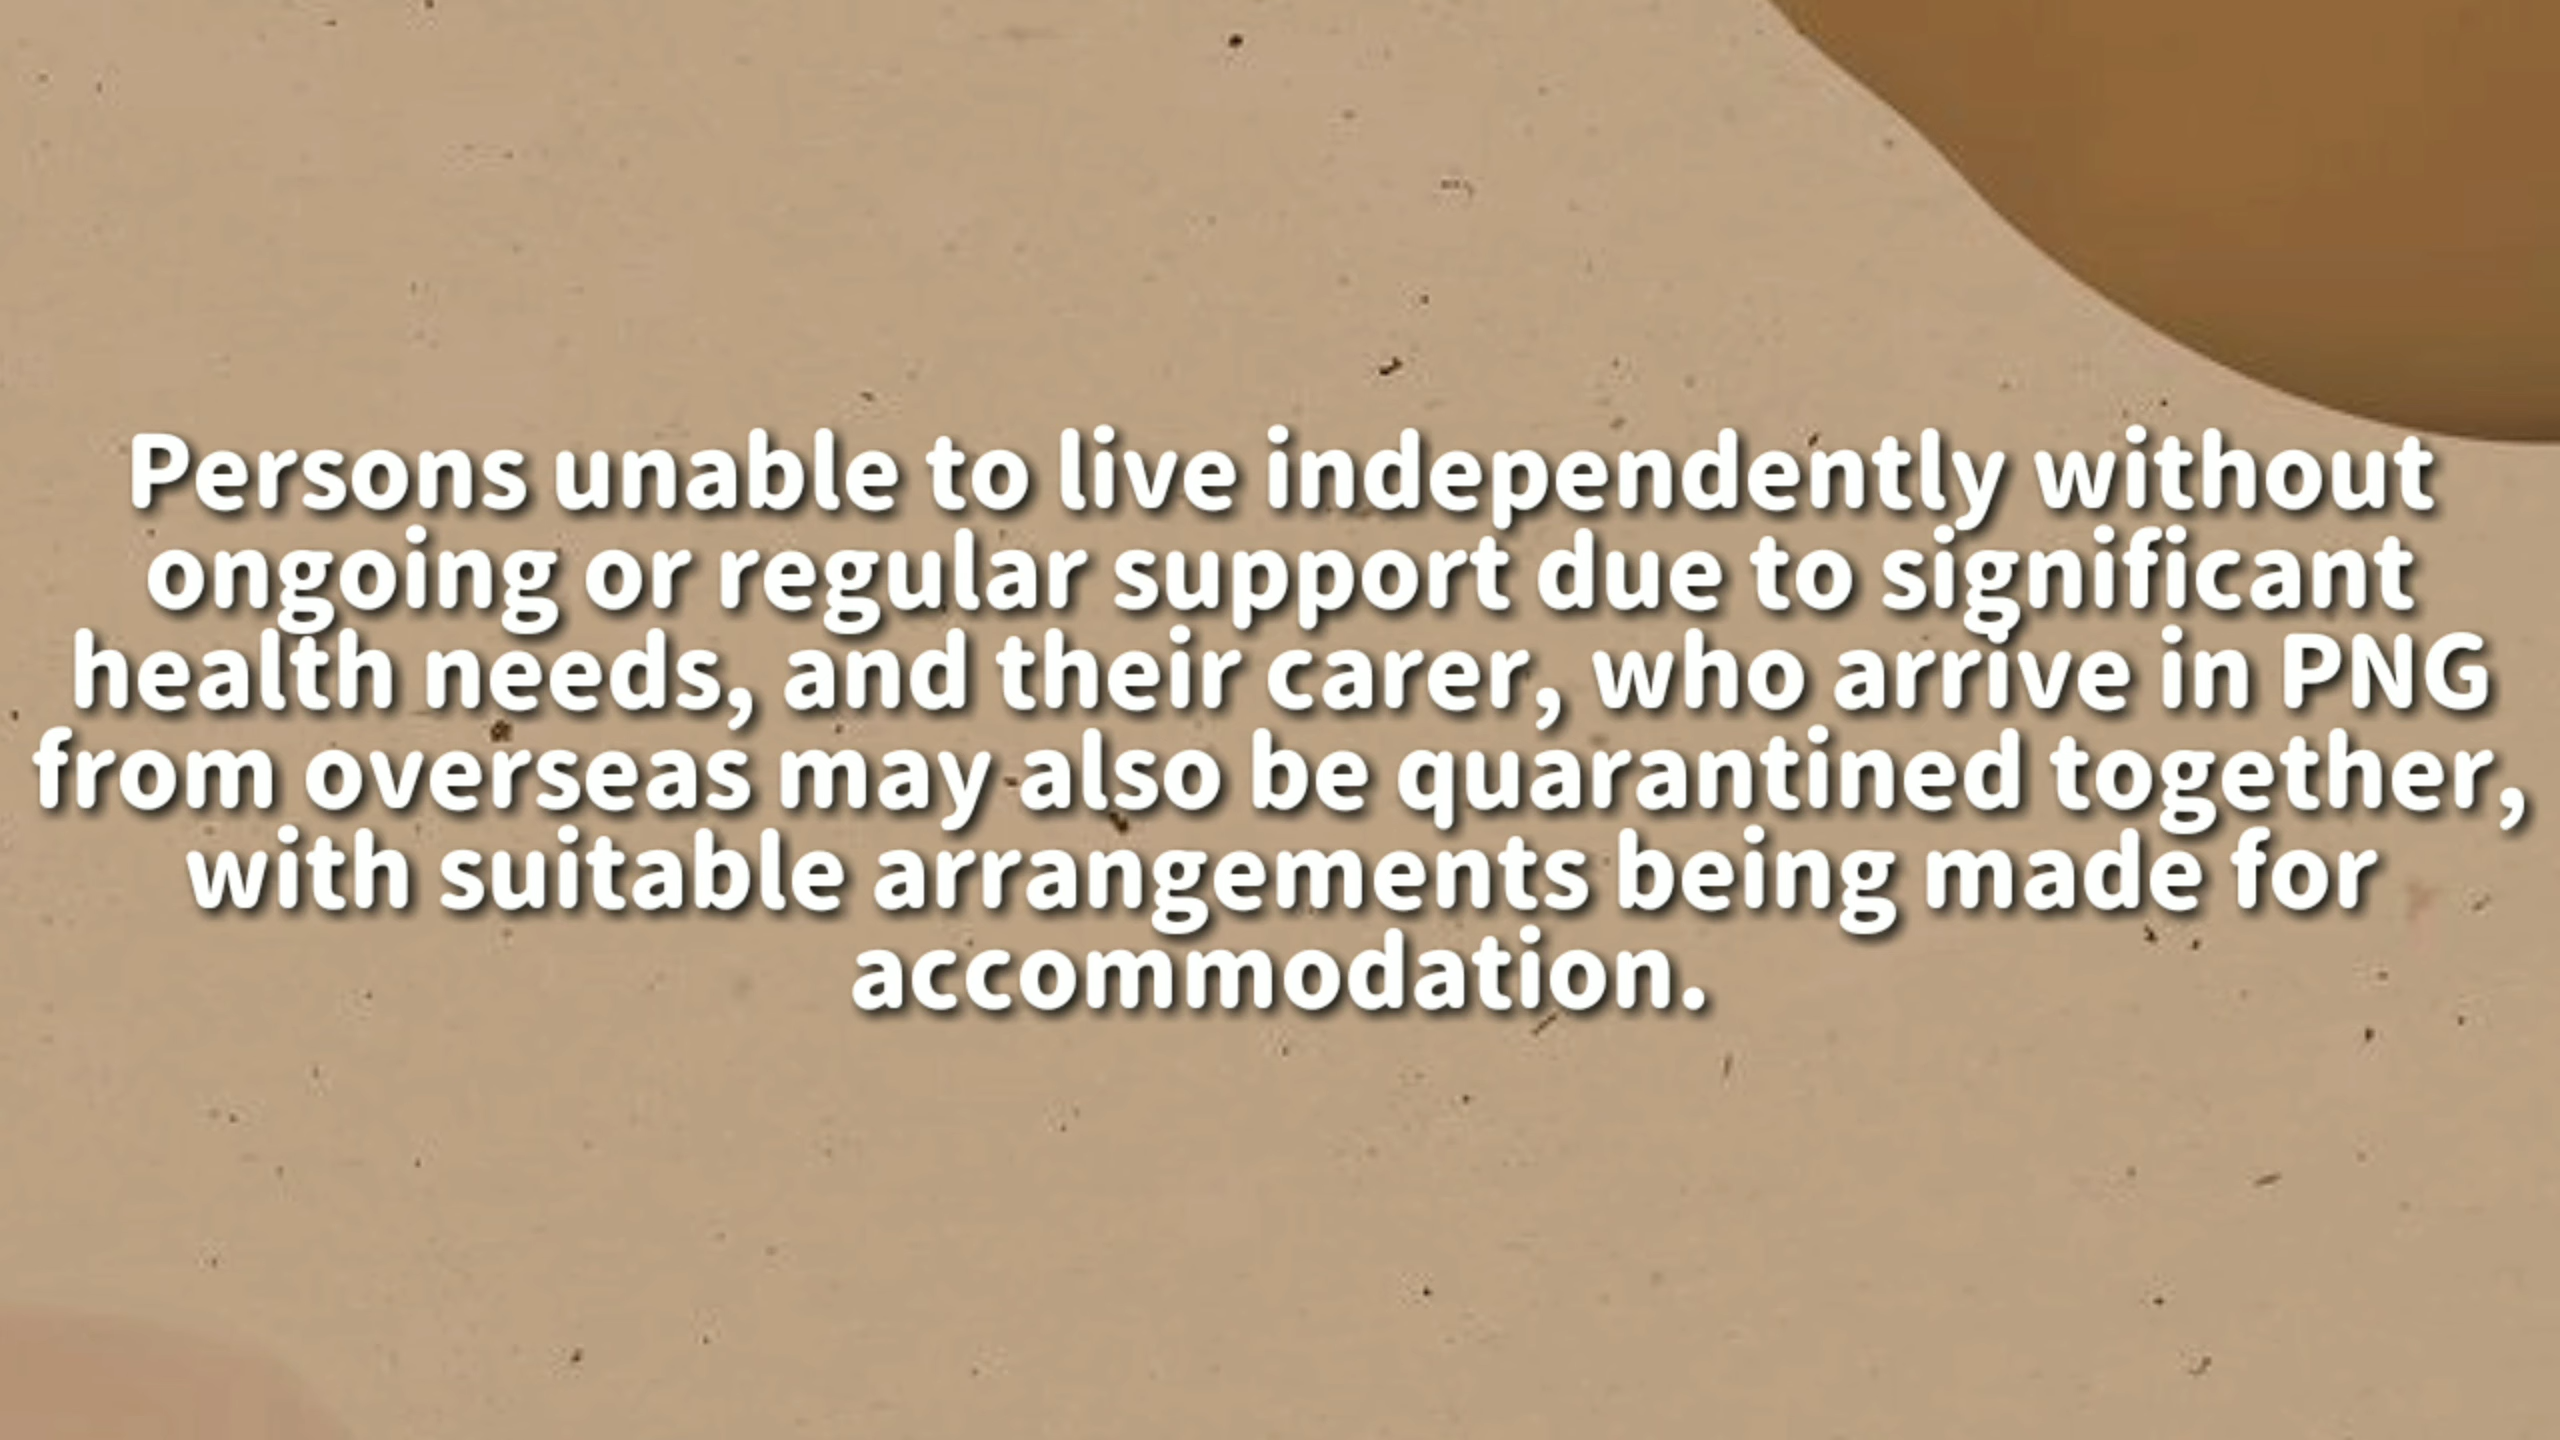 Persons unable to live independently without
ongoing or regular support due to significant
health needs, and their carer, who arrive in PNG
from overseas may also be quarantined together,
with suitable arrangements being made for
accommodation.